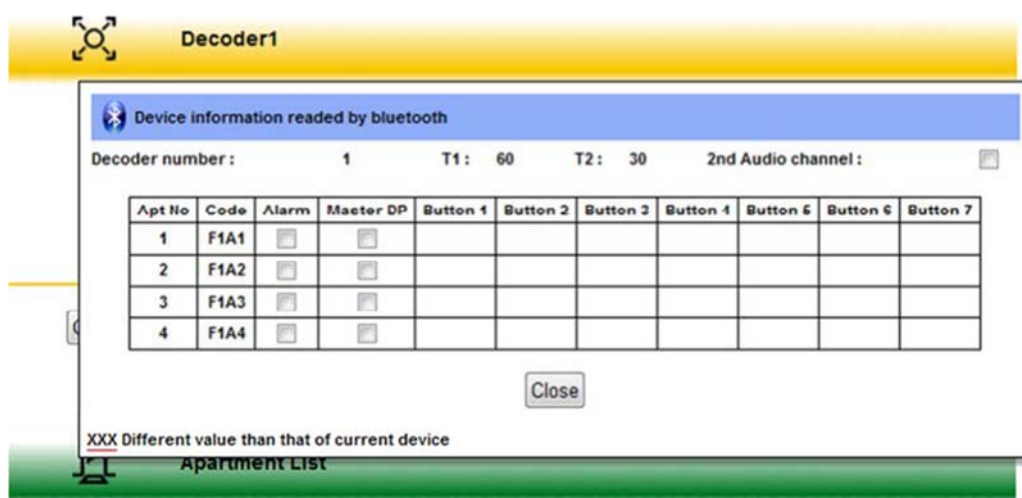 Decoder1
Device information readed by bluetooth
Decoder number : 1 T1 : 60 T2 : 30 2nd Audio channel :
Apt No Code Alarm Master DP Button 1 Button 2 Button 3 Button 4 Button 5 Button 6 Button 7
1 F1A1
2 F1A2
3 F1A3
4 F1A4
Close
XXX Different value than that of current device
Apartment List